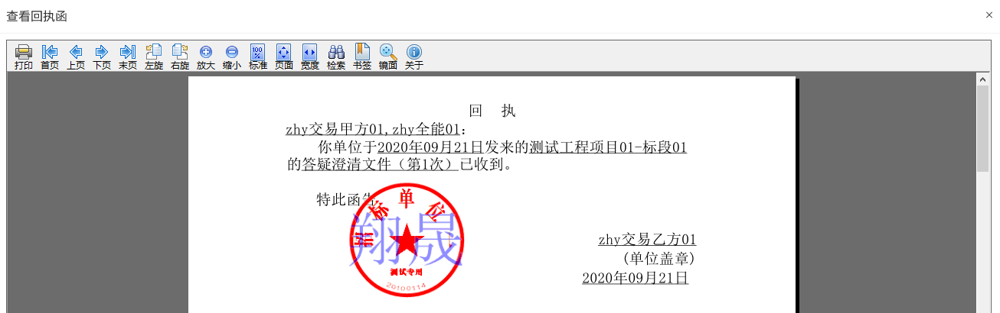 查看回执函
×
打印 首页 上页 下页 末页 左旋 右旋 放大 缩小 标准 页面 宽度 检索 书签 镜面 关于
回 执
zhy交易甲方01,zhy全能01:
你单位于2020年09月21日发来的测试工程项目01-标段01
的答疑澄清文件（第1次）已收到。
特此函告
招标单位
翔晟
测试专用
20100114
zhy交易乙方01
(单位盖章)
2020年09月21日